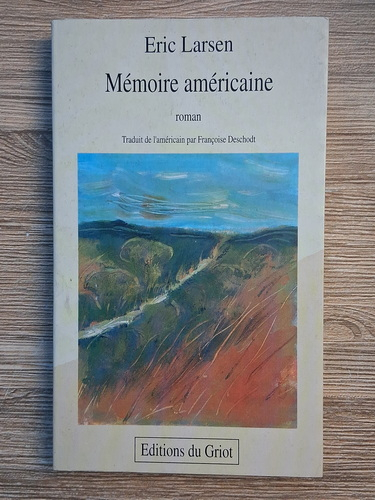 Eric Larsen
Mémoire américaine
roman
Traduit de l'américain par Françoise Deschodt
Editions du Griot